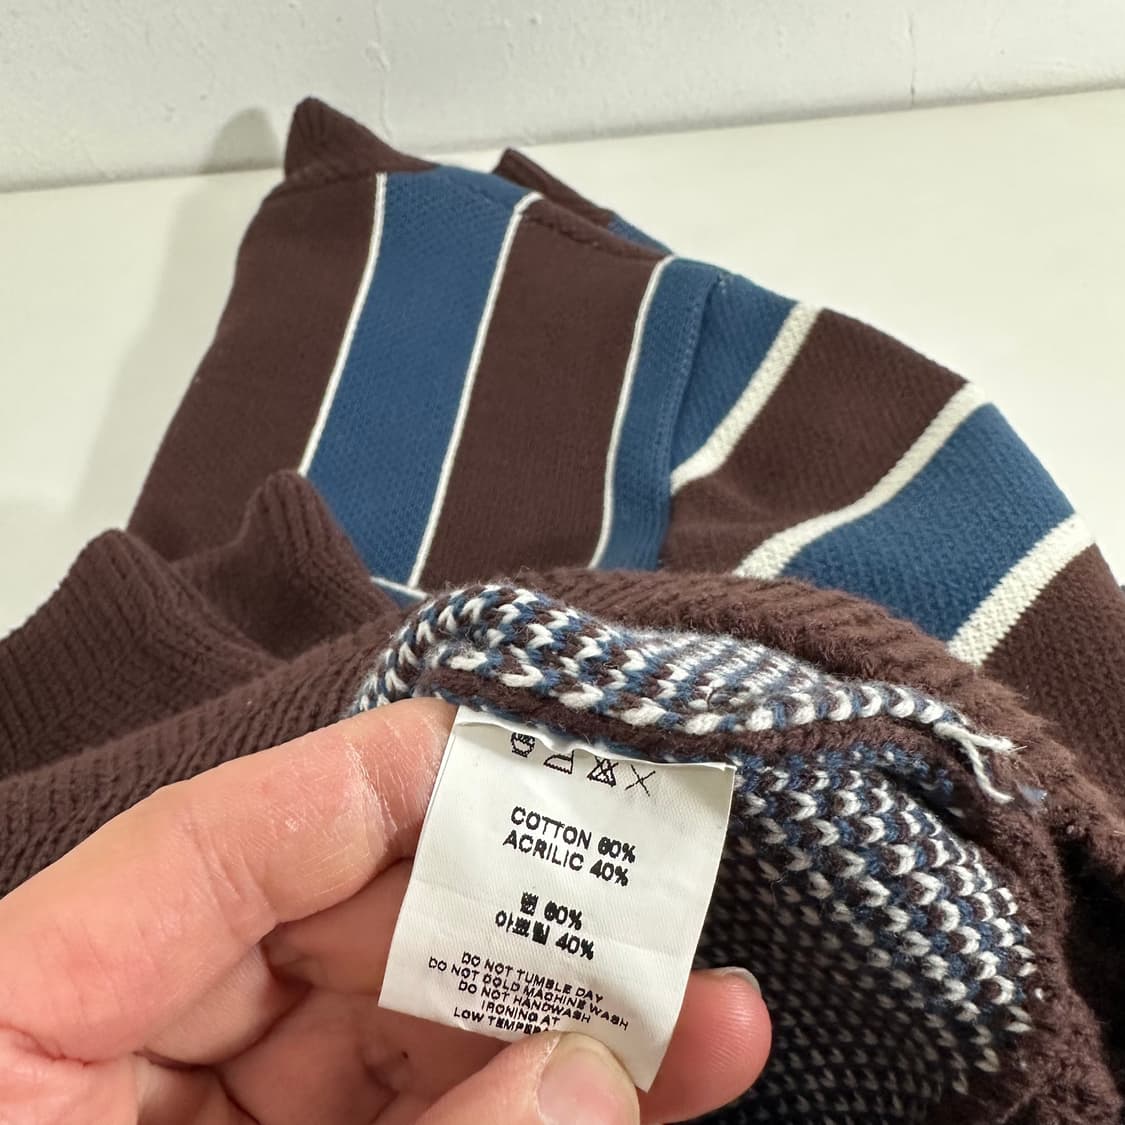 COTTON 60%
ACRILIC 40%
면 60%
아크릴 40%
DO NOT TUMBLE DAY
DO NOT COLD MACHINE WASH
DO NOT HANDWASH
IRONING AT
LOW